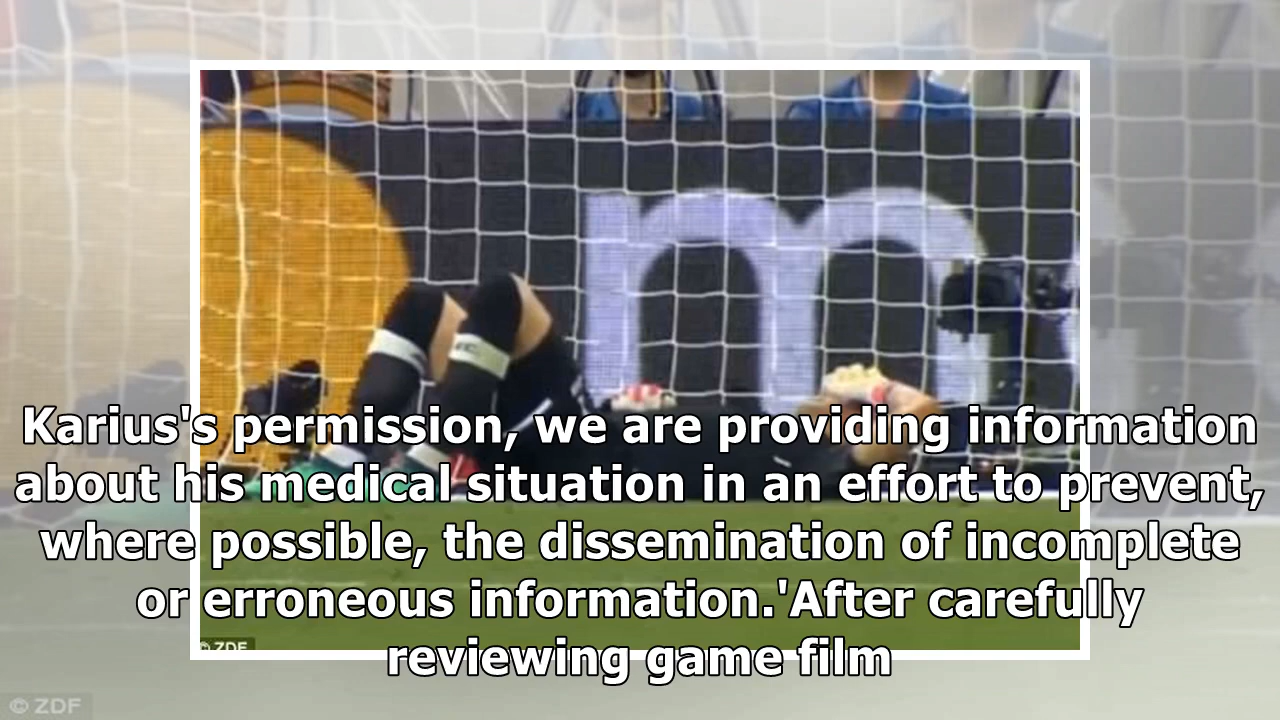 Karius's permission, we are providing information
about his medical situation in an effort to prevent,
where possible, the dissemination of incomplete
or erroneous information.'After carefully
reviewing game film
© ZDF
© ZDF